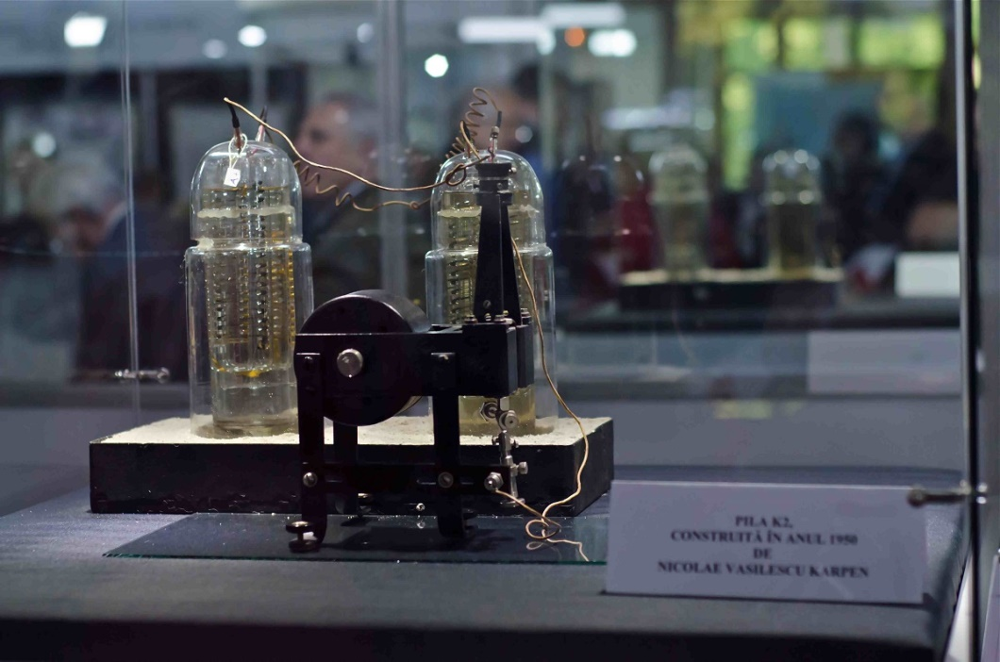 PILA K2,
CONSTRUITĂ ÎN ANUL 1950
DE
NICOLAE VASILESCU KARPEN